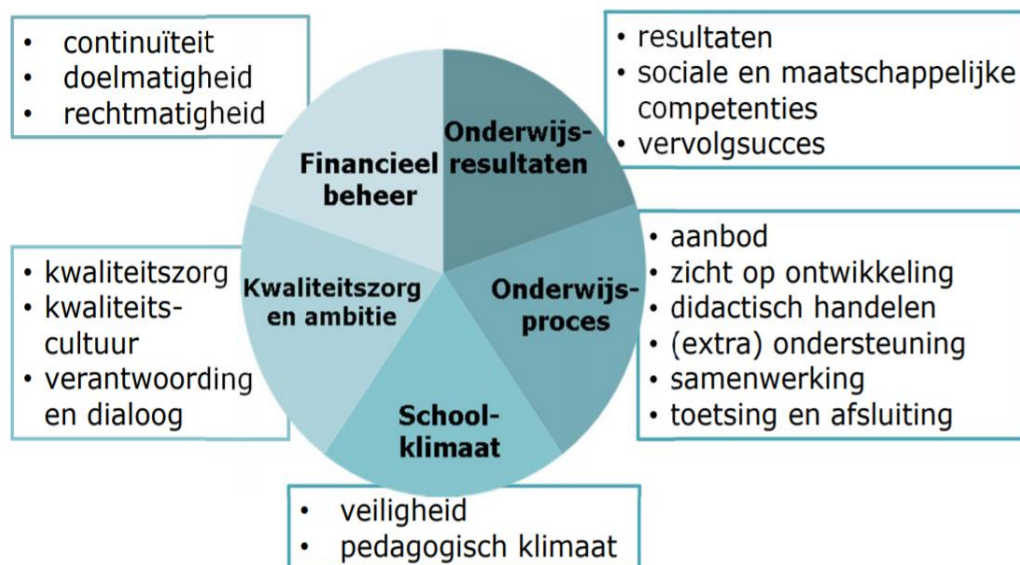 • continuïteit
• doelmatigheid
• rechtmatigheid
• resultaten
• sociale en maatschappelijke
competenties
• vervolgsucces
Financieel
beheer
Onderwijs-
resultaten
• kwaliteitszorg
• kwaliteits-
cultuur
• verantwoording
en dialoog
Kwaliteitszorg
en ambitie
Onderwijs-
proces
• aanbod
• zicht op ontwikkeling
• didactisch handelen
• (extra) ondersteuning
• samenwerking
• toetsing en afsluiting
School-
klimaat
• veiligheid
• pedagogisch klimaat